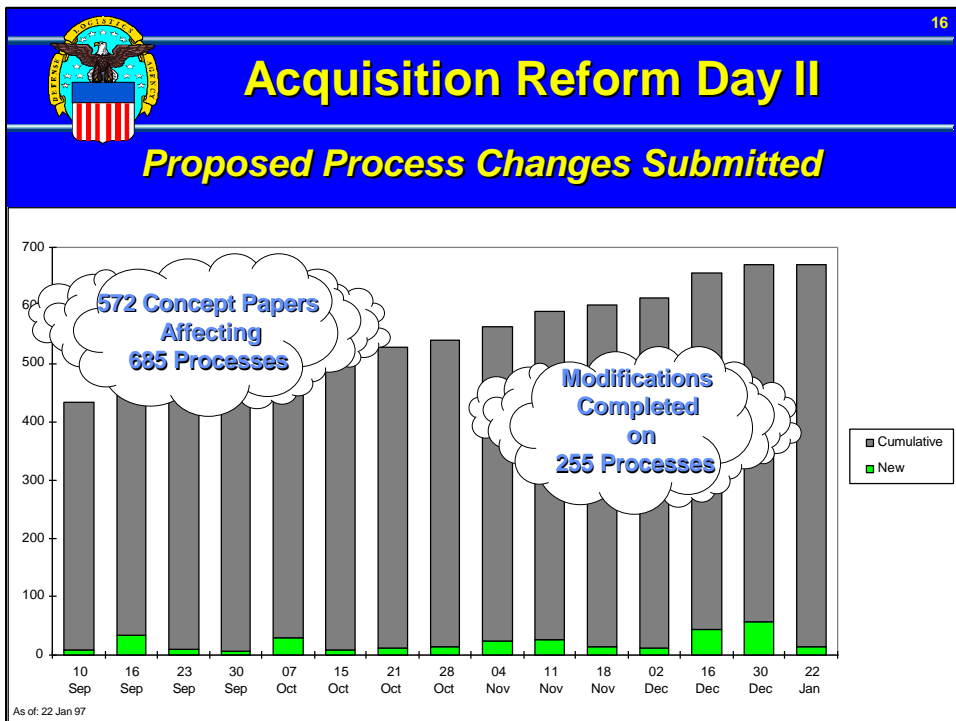 16
DEFENSE LOGISTICS AGENCY
Acquisition Reform Day II
Proposed Process Changes Submitted
700
500
400
300
200
100
0
572 Concept Papers
Affecting
685 Processes
Modifications
Completed
on
255 Processes
Cumulative
New
10 16 23 30 07 15 21 28 04 11 18 02 16 30 22
Sep Sep Sep Sep Oct Oct Oct Oct Nov Nov Nov Dec Dec Dec Jan
As of: 22 Jan 97